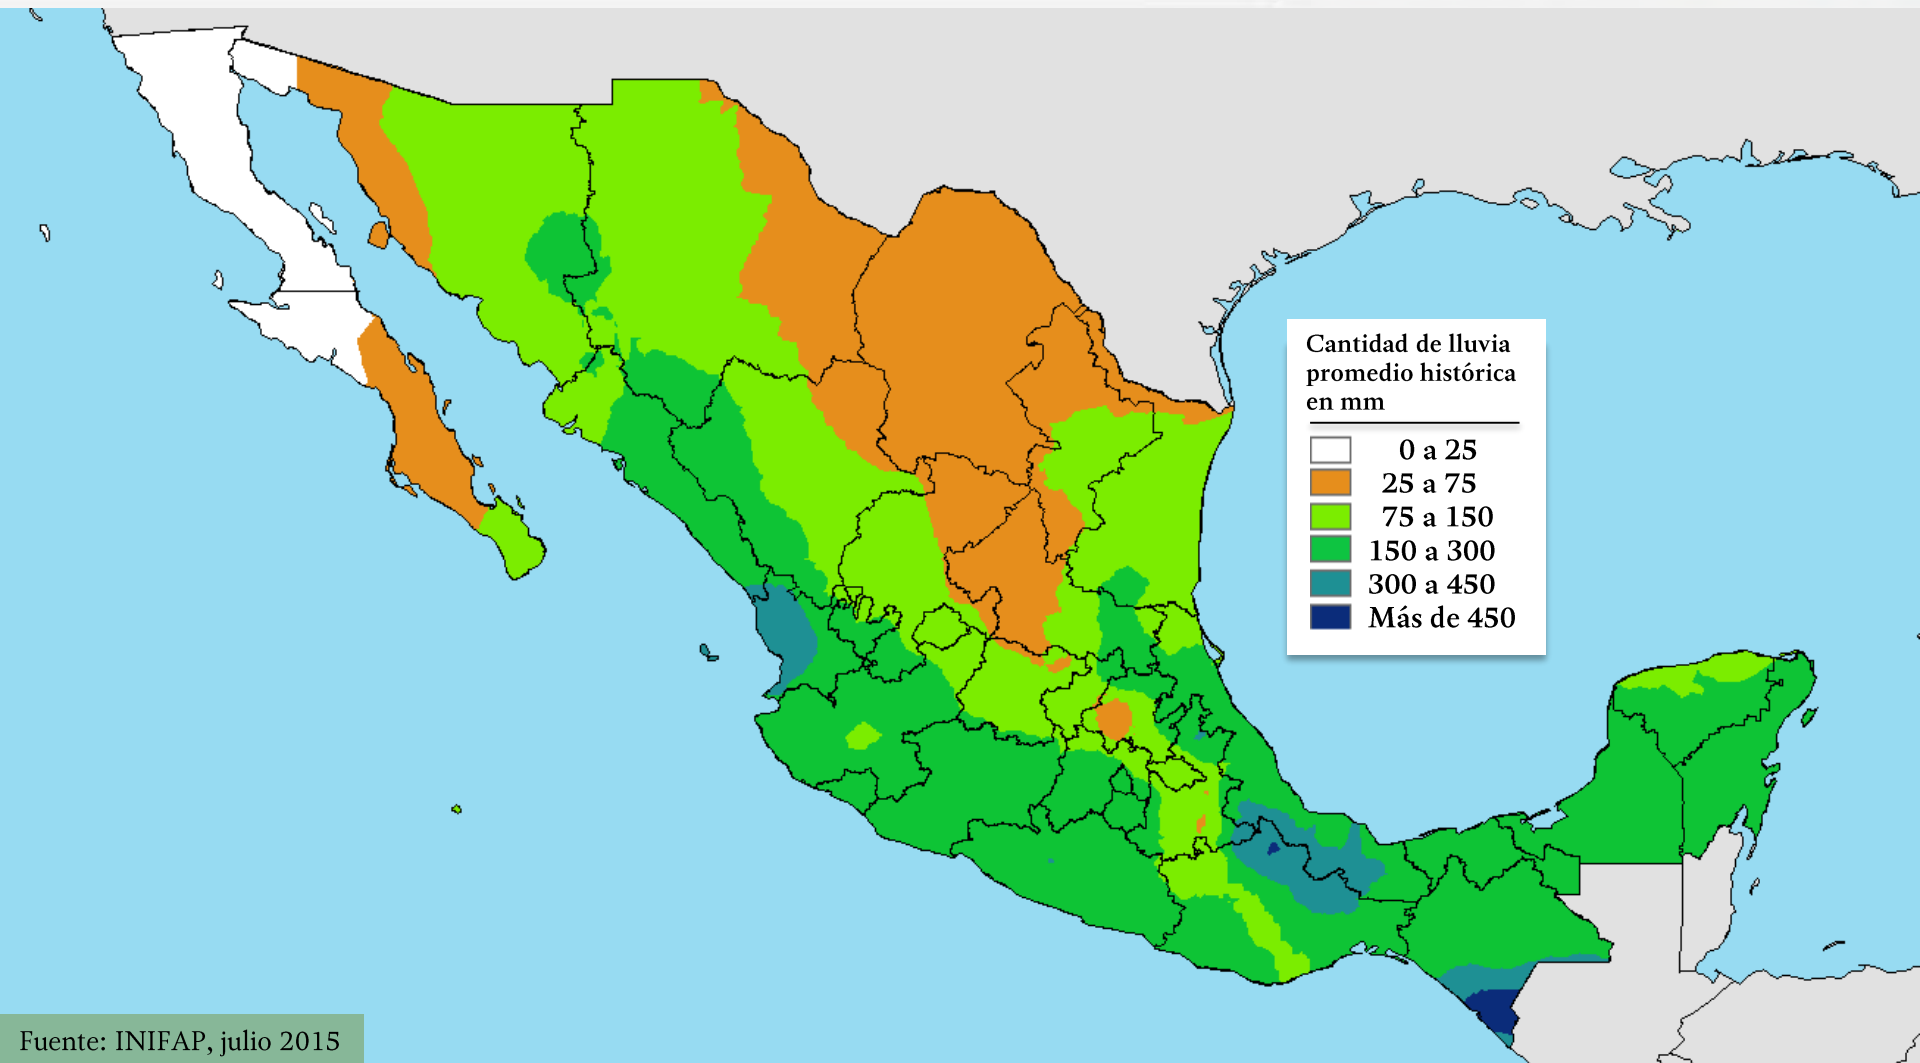 Cantidad de lluvia
promedio histórica
en mm
0 a 25
25 a 75
75 a 150
150 a 300
300 a 450
Más de 450
Fuente: INIFAP, julio 2015